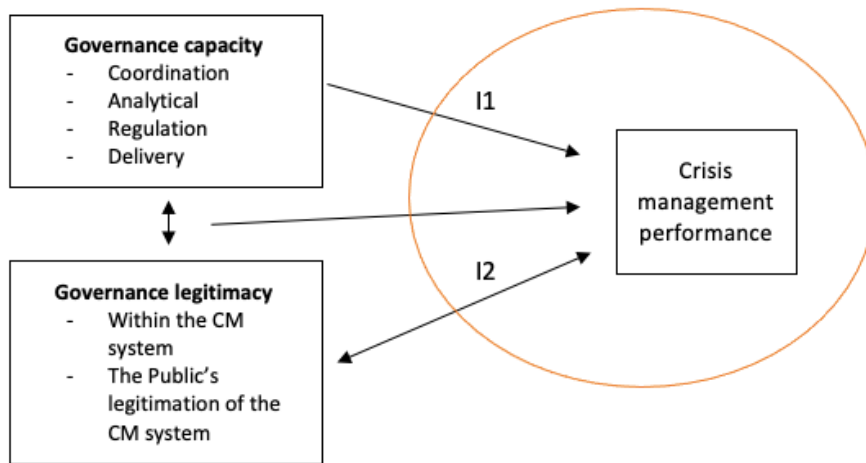 Governance capacity
- Coordination
- Analytical
- Regulation
- Delivery
I1
Crisis
management
performance
I2
Governance legitimacy
- Within the CM
system
- The Public’s
legitimation of the
CM system